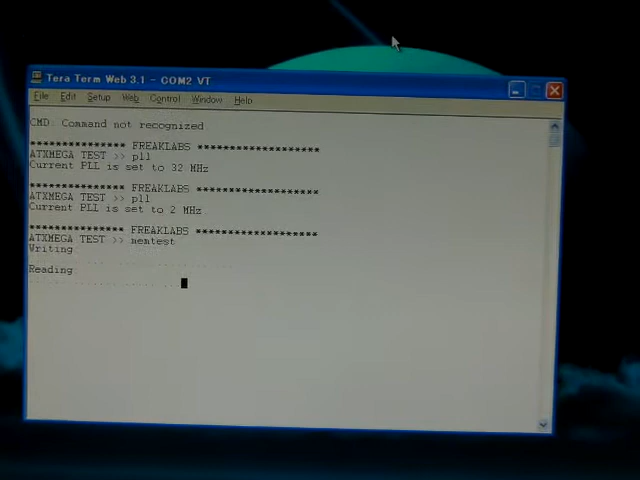 Tera Term Web 3.1 - COM2 VT
File Edit Setup Web Control Window Help
CMD: Command not recognized
*************** FREAKLABS *******************
ATXMEGA TEST >> pll
Current PLL is set to 32 MHz
*************** FREAKLABS *******************
ATXMEGA TEST >> pll
Current PLL is set to 2 MHz
*************** FREAKLABS *******************
ATXMEGA TEST >> memtest
Writing
Reading